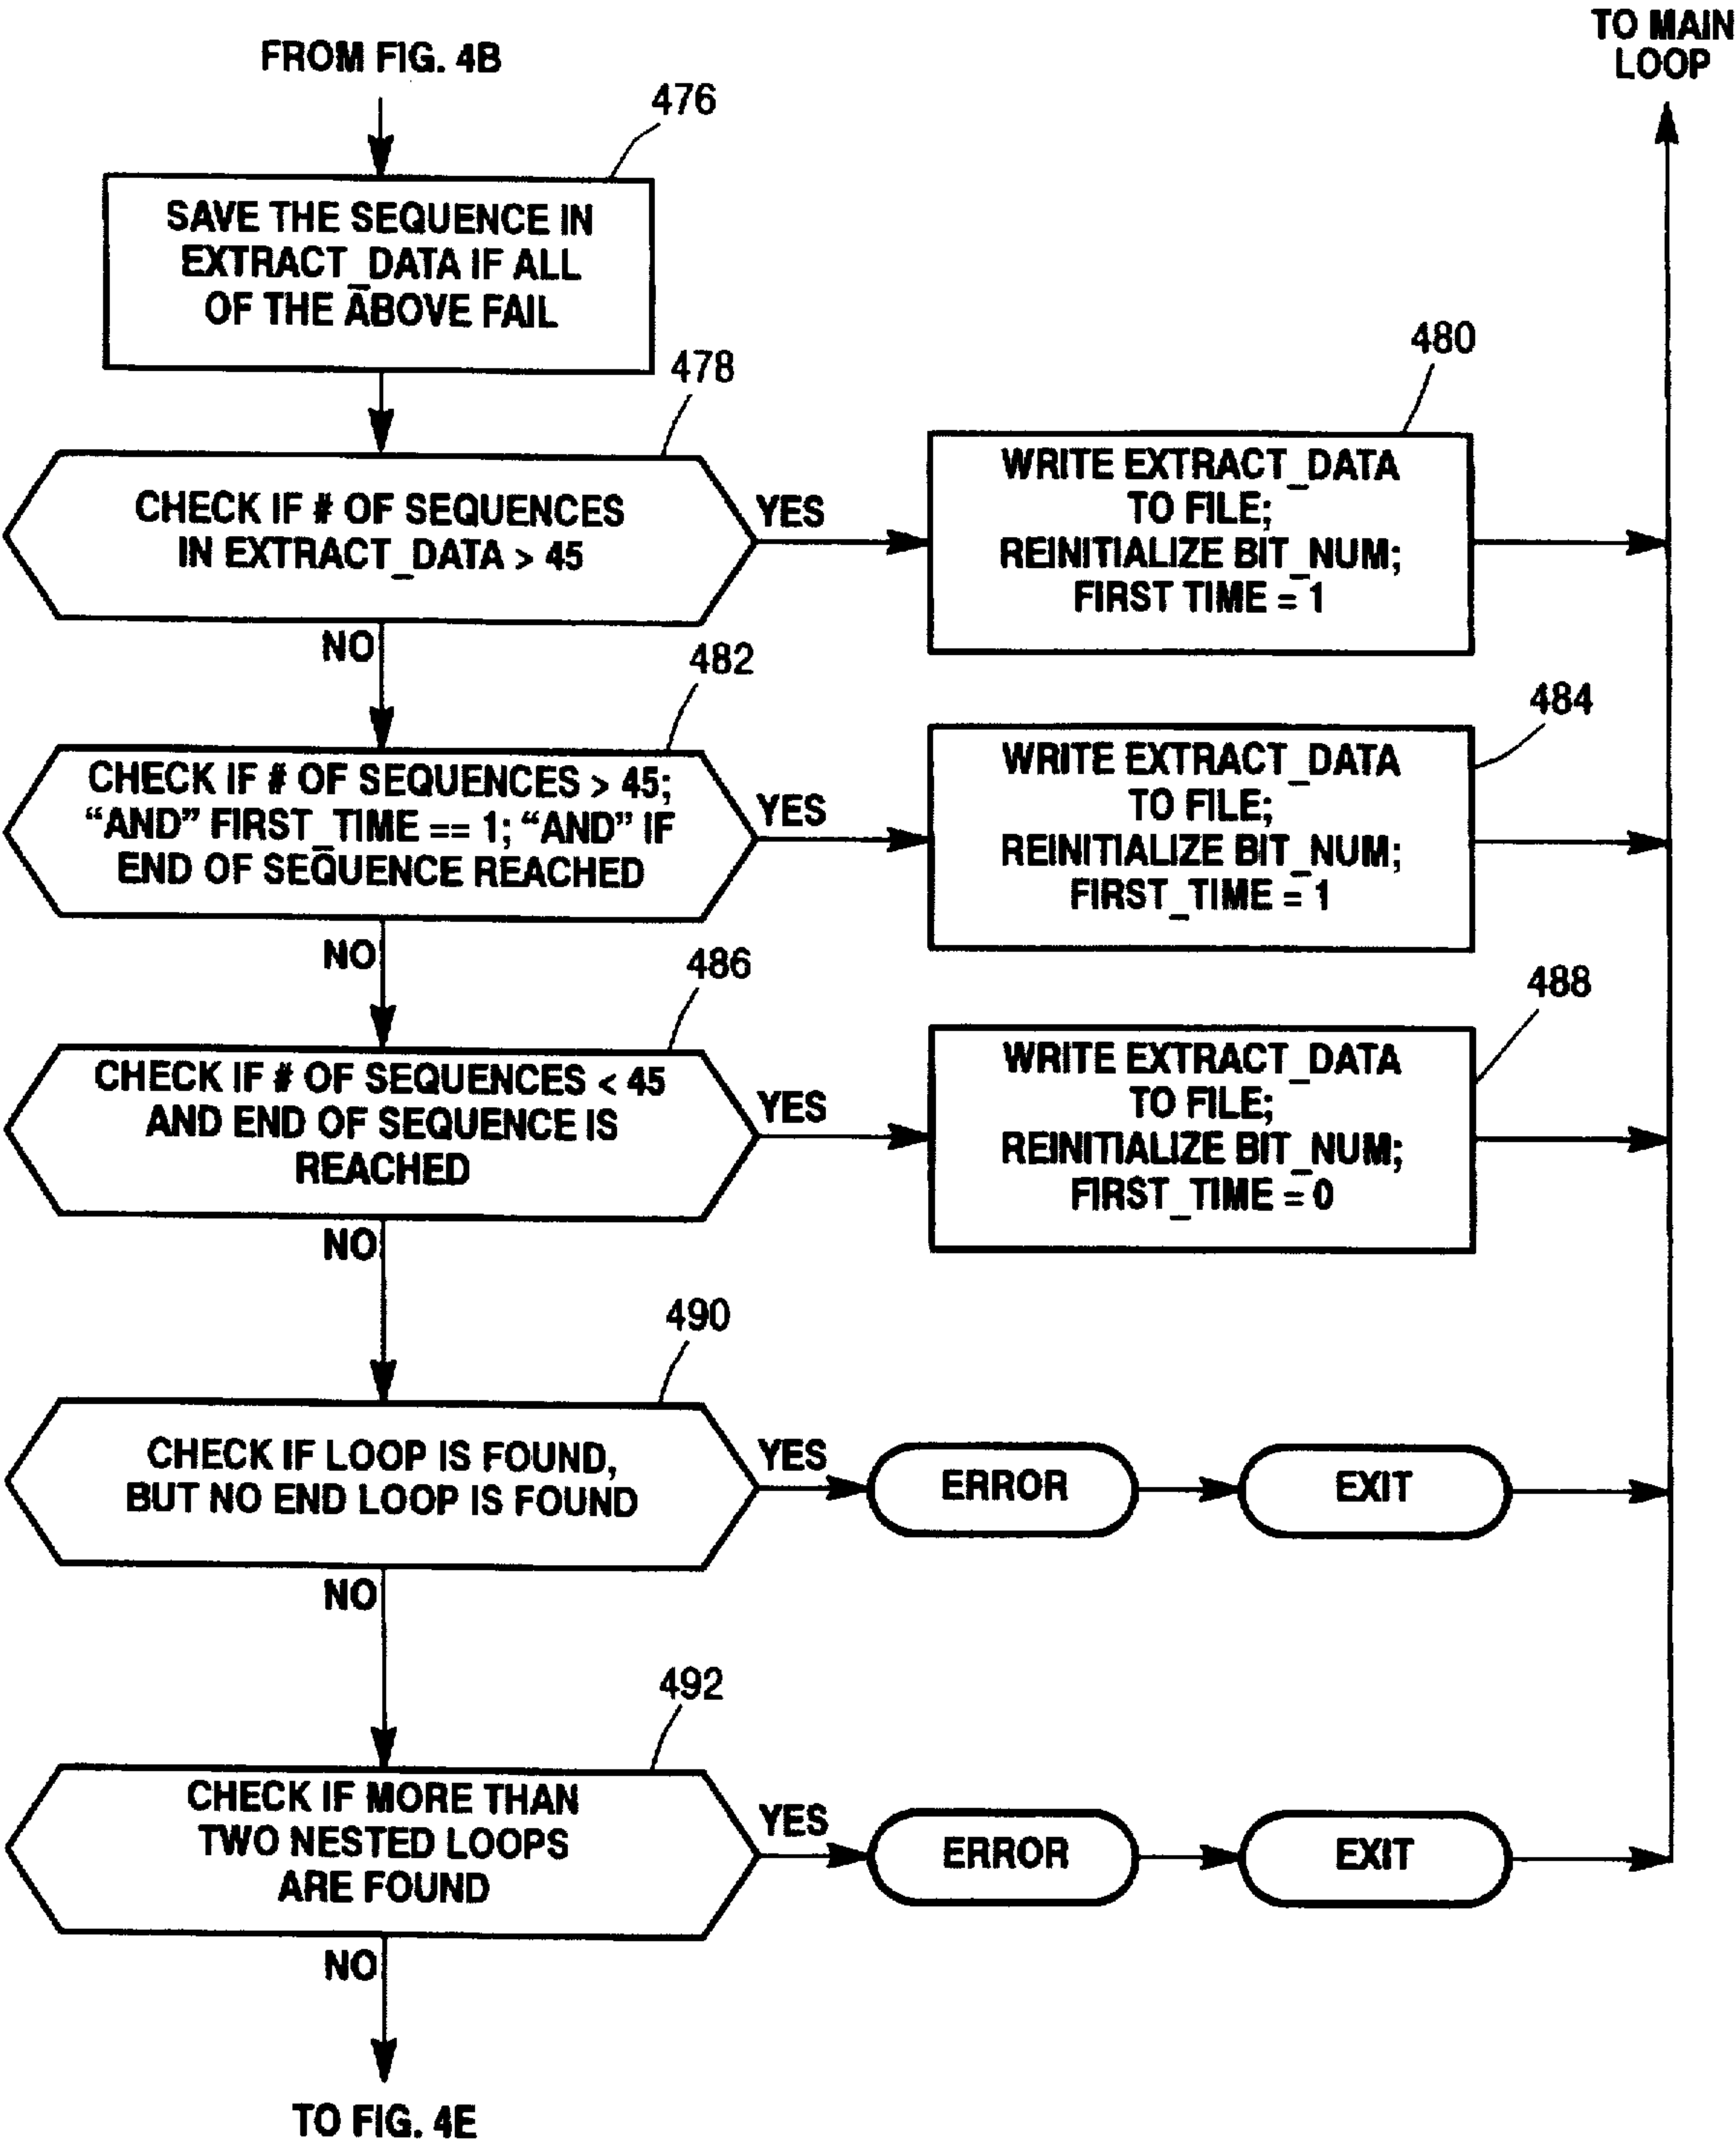 TO MAIN
LOOP
FROM FIG. 4B
476
SAVE THE SEQUENCE IN
EXTRACT_DATA IF ALL
OF THE ABOVE FAIL
478
CHECK IF # OF SEQUENCES
IN EXTRACT_DATA > 45
YES
480
WRITE EXTRACT_DATA
TO FILE;
REINITIALIZE BIT_NUM;
FIRST TIME = 1
NO
482
CHECK IF # OF SEQUENCES > 45;
“AND” FIRST_TIME == 1; “AND” IF
END OF SEQUENCE REACHED
YES
484
WRITE EXTRACT_DATA
TO FILE;
REINITIALIZE BIT_NUM;
FIRST_TIME = 1
NO
486
CHECK IF # OF SEQUENCES < 45
AND END OF SEQUENCE IS
REACHED
YES
488
WRITE EXTRACT_DATA
TO FILE;
REINITIALIZE BIT_NUM;
FIRST_TIME = 0
NO
490
CHECK IF LOOP IS FOUND,
BUT NO END LOOP IS FOUND
YES
ERROR
EXIT
NO
492
CHECK IF MORE THAN
TWO NESTED LOOPS
ARE FOUND
YES
ERROR
EXIT
NO
TO FIG. 4E